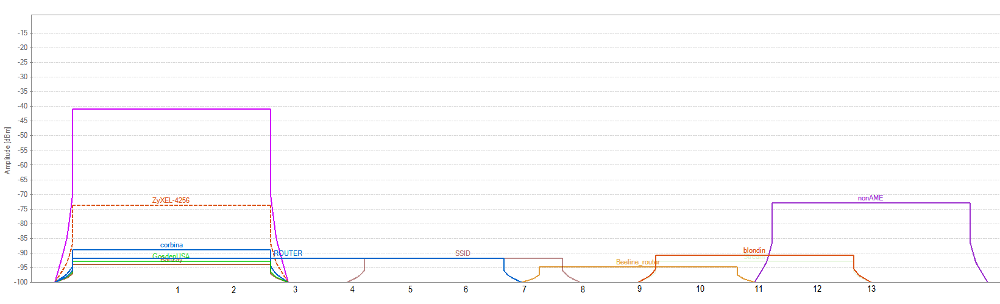 -15
-20
-25
-30
-35
-40
-45
-50
-55
-60
-65
-70
-75
-80
-85
-90
-95
-100
Amplitude [dBm]
ZyXEL-4256
nonAME
corbina
ROUTER
SSID
blondin
Beeline_router
1 2 3 4 5 6 7 8 9 10 11 12 13